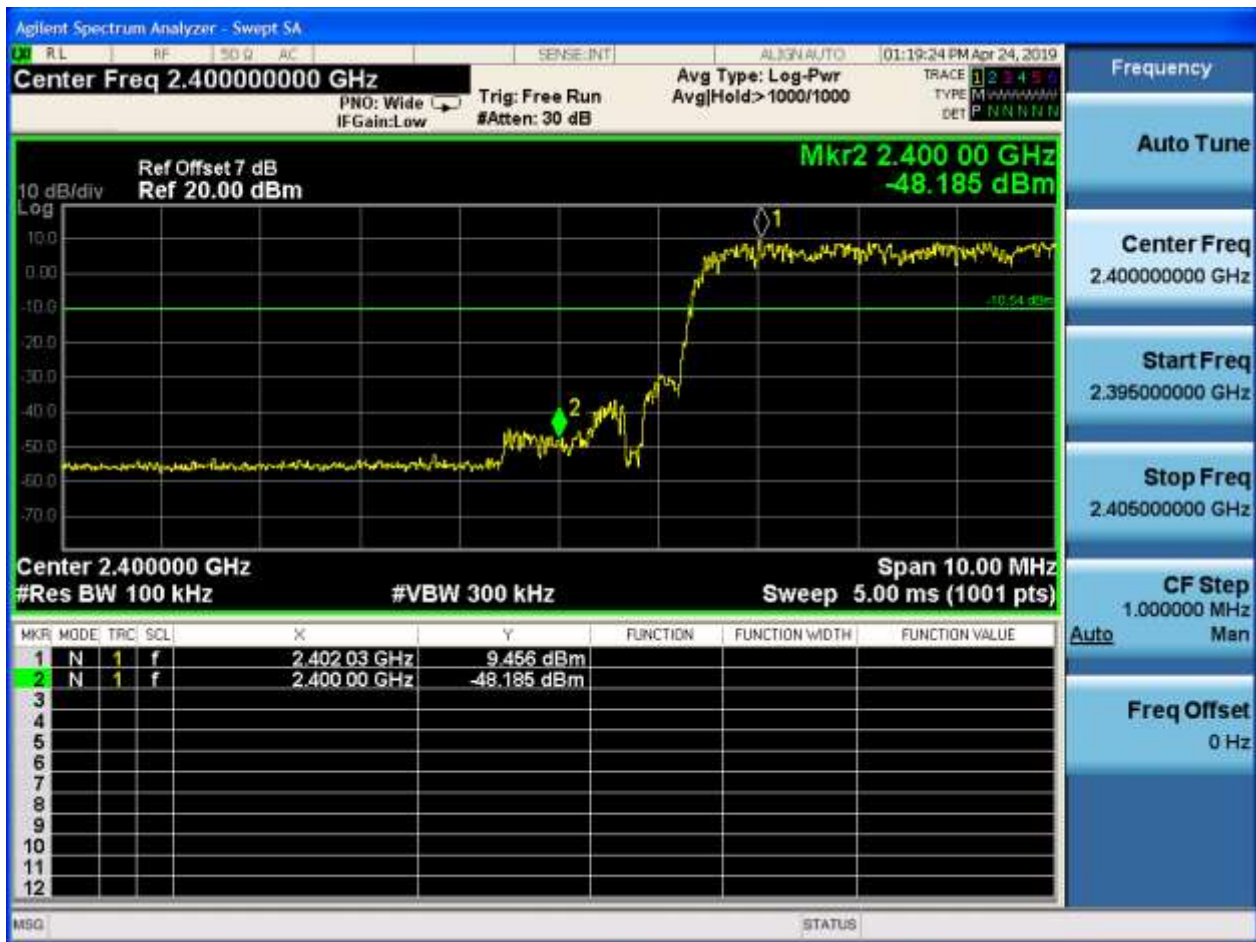 Agilent Spectrum Analyzer - Swept SA
RL RF 50 Ω AC SENSE:INT ALIGN AUTO 01:19:24 PM Apr 24, 2019
Center Freq 2.400000000 GHz
PNO: Wide
IFGain:Low
Trig: Free Run
#Atten: 30 dB
Avg Type: Log-Pwr
Avg|Hold:>1000/1000
TRACE 1 2 3 4 5 6
TYPE M
DET P N N N N N
Ref Offset 7 dB
10 dB/div Ref 20.00 dBm
Log
Mkr2 2.400 00 GHz
-48.185 dBm
10.0
0.00
-10.0
-20.0
-30.0
-40.0
-50.0
-60.0
-70.0
1
2
-10.54 dBm
Center 2.400000 GHz Span 10.00 MHz
#Res BW 100 kHz #VBW 300 kHz Sweep 5.00 ms (1001 pts)
MKR MODE TRC SCL X Y FUNCTION FUNCTION WIDTH FUNCTION VALUE
1 N 1 f 2.402 03 GHz 9.456 dBm
2 N 1 f 2.400 00 GHz -48.185 dBm
3
4
5
6
7
8
9
10
11
12
MSG STATUS
Frequency
Auto Tune
Center Freq
2.400000000 GHz
Start Freq
2.395000000 GHz
Stop Freq
2.405000000 GHz
CF Step
1.000000 MHz
Auto Man
Freq Offset
0 Hz